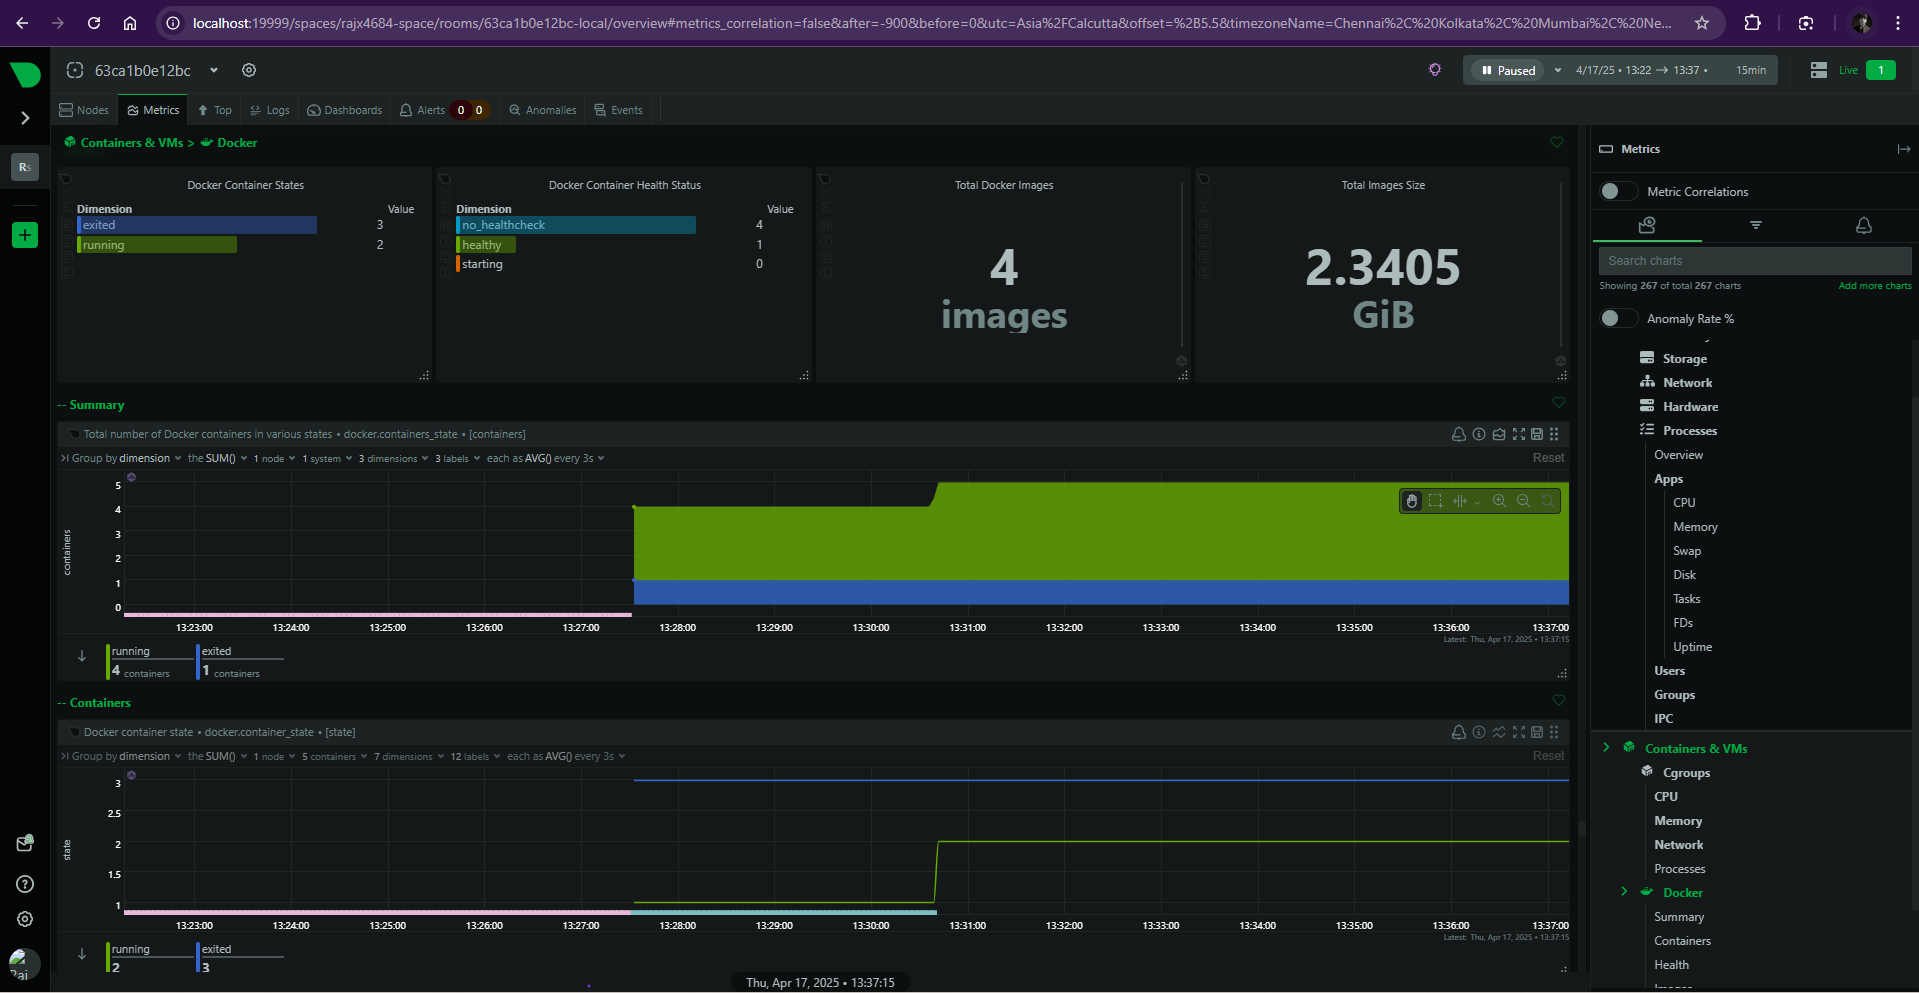 localhost:19999/spaces/rajx4684-space/rooms/63ca1b0e12bc-local/overview#metrics_correlation=false&after=-900&before=0&utc=Asia%2FCalcutta&offset=%2B5.5&timezoneName=Chennai%2C%20Kolkata%2C%20Mumbai%2C%20Ne...
63ca1b0e12bc
Paused 4/17/25 • 13:22 → 13:37 • 15min Live 1
Nodes Metrics Top Logs Dashboards Alerts 0 0 Anomalies Events
Rs
Containers & VMs > Docker
Docker Container States
Dimension Value
exited 3
running 2
Docker Container Health Status
Dimension Value
no_healthcheck 4
healthy 1
starting 0
Total Docker Images
4
images
Total Images Size
2.3405
GiB
-- Summary
Total number of Docker containers in various states • docker.containers_state • [containers]
Group by dimension the SUM() 1 node 1 system 3 dimensions 3 labels each as AVG() every 3s Reset
containers
5
4
3
2
1
0
13:23:00 13:24:00 13:25:00 13:26:00 13:27:00 13:28:00 13:29:00 13:30:00 13:31:00 13:32:00 13:33:00 13:34:00 13:35:00 13:36:00 13:37:00
Latest: Thu, Apr 17, 2025 • 13:37:15
running exited
4 containers 1 containers
-- Containers
Docker container state • docker.container_state • [state]
Group by dimension the SUM() 1 node 5 containers 7 dimensions 12 labels each as AVG() every 3s Reset
state
3
2.5
2
1.5
1
13:23:00 13:24:00 13:25:00 13:26:00 13:27:00 13:28:00 13:29:00 13:30:00 13:31:00 13:32:00 13:33:00 13:34:00 13:35:00 13:36:00 13:37:00
Latest: Thu, Apr 17, 2025 • 13:37:15
running exited
2 3
Thu, Apr 17, 2025 • 13:37:15
Metrics
Metric Correlations
Search charts
Showing 267 of total 267 charts Add more charts
Anomaly Rate %
Storage
Network
Hardware
Processes
Overview
Apps
CPU
Memory
Swap
Disk
Tasks
FDs
Uptime
Users
Groups
IPC
Containers & VMs
Cgroups
CPU
Memory
Network
Processes
Docker
Summary
Containers
Health